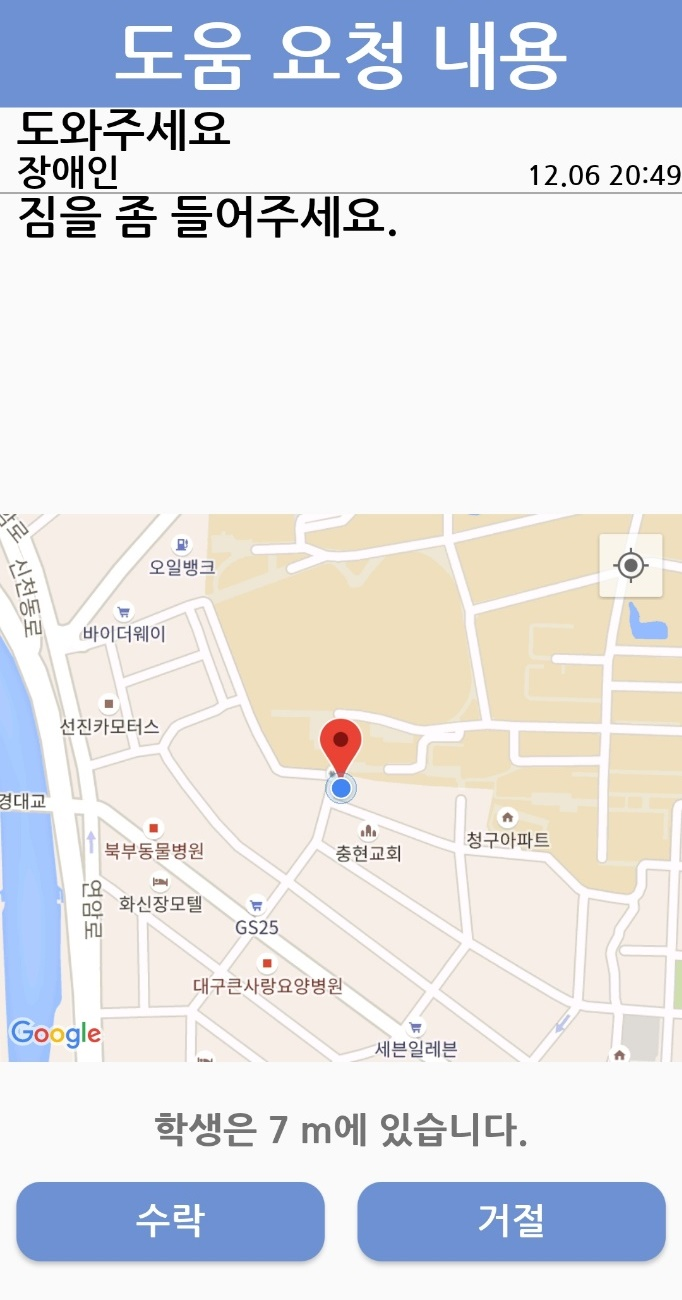 도움 요청 내용
도와주세요
장애인
12.06 20:49
짐을 좀 들어주세요.
신천동로
오일뱅크
바이더웨이
선진카모터스
경대교
북부동물병원
충현교회
청구아파트
화신장모텔
연암로
GS25
대구큰사랑요양병원
Google
세븐일레븐
학생은 7 m에 있습니다.
수락
거절